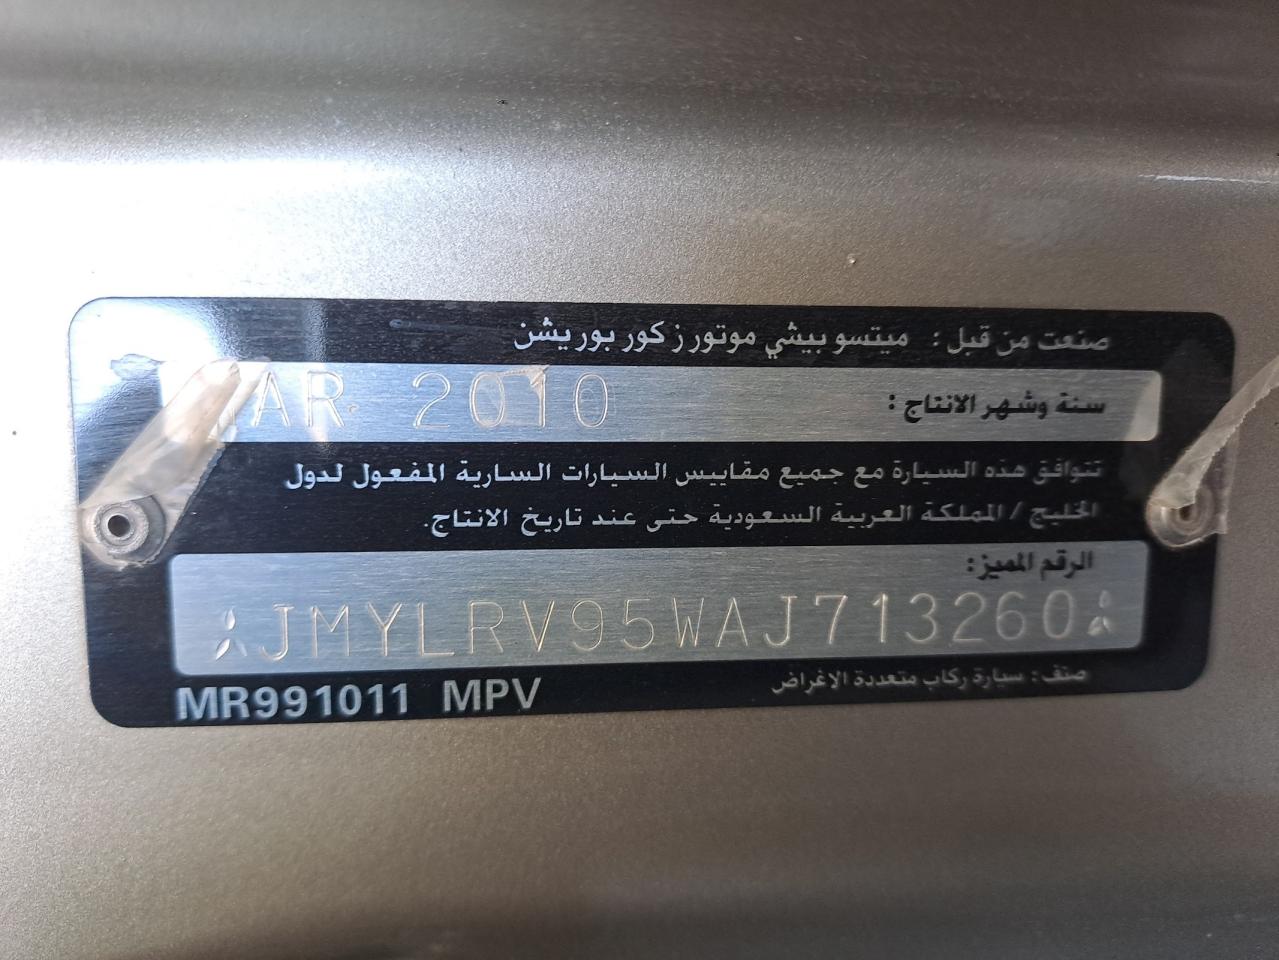 صنعت من قبل : ميتسو بيشي موتورز كور بوريشن
سنة وشهر الانتاج : AR 2010
تتوافق هذه السيارة مع جميع مقاييس السيارات السارية المفعول لدول
الخليج / المملكة العربية السعودية حتى عند تاريخ الانتاج.
الرقم المميز:
JMYLRV95WAJ713260
صنف: سيارة ركاب متعددة الاغراض
MR991011 MPV